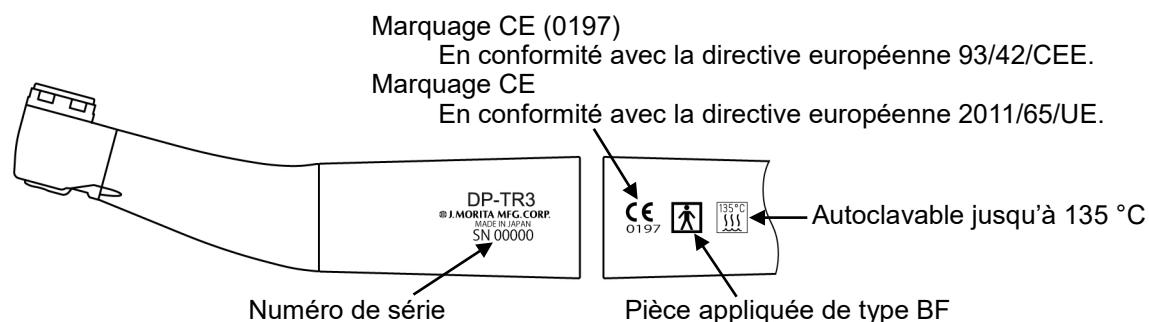 Marquage CE (0197)
En conformité avec la directive européenne 93/42/CEE.
Marquage CE
En conformité avec la directive européenne 2011/65/UE.
DP-TR3
J.MORITA MFG.CORP.
MADE IN JAPAN
SN 00000
CE
0197
135°C
Autoclavable jusqu’à 135 °C
Numéro de série
Pièce appliquée de type BF